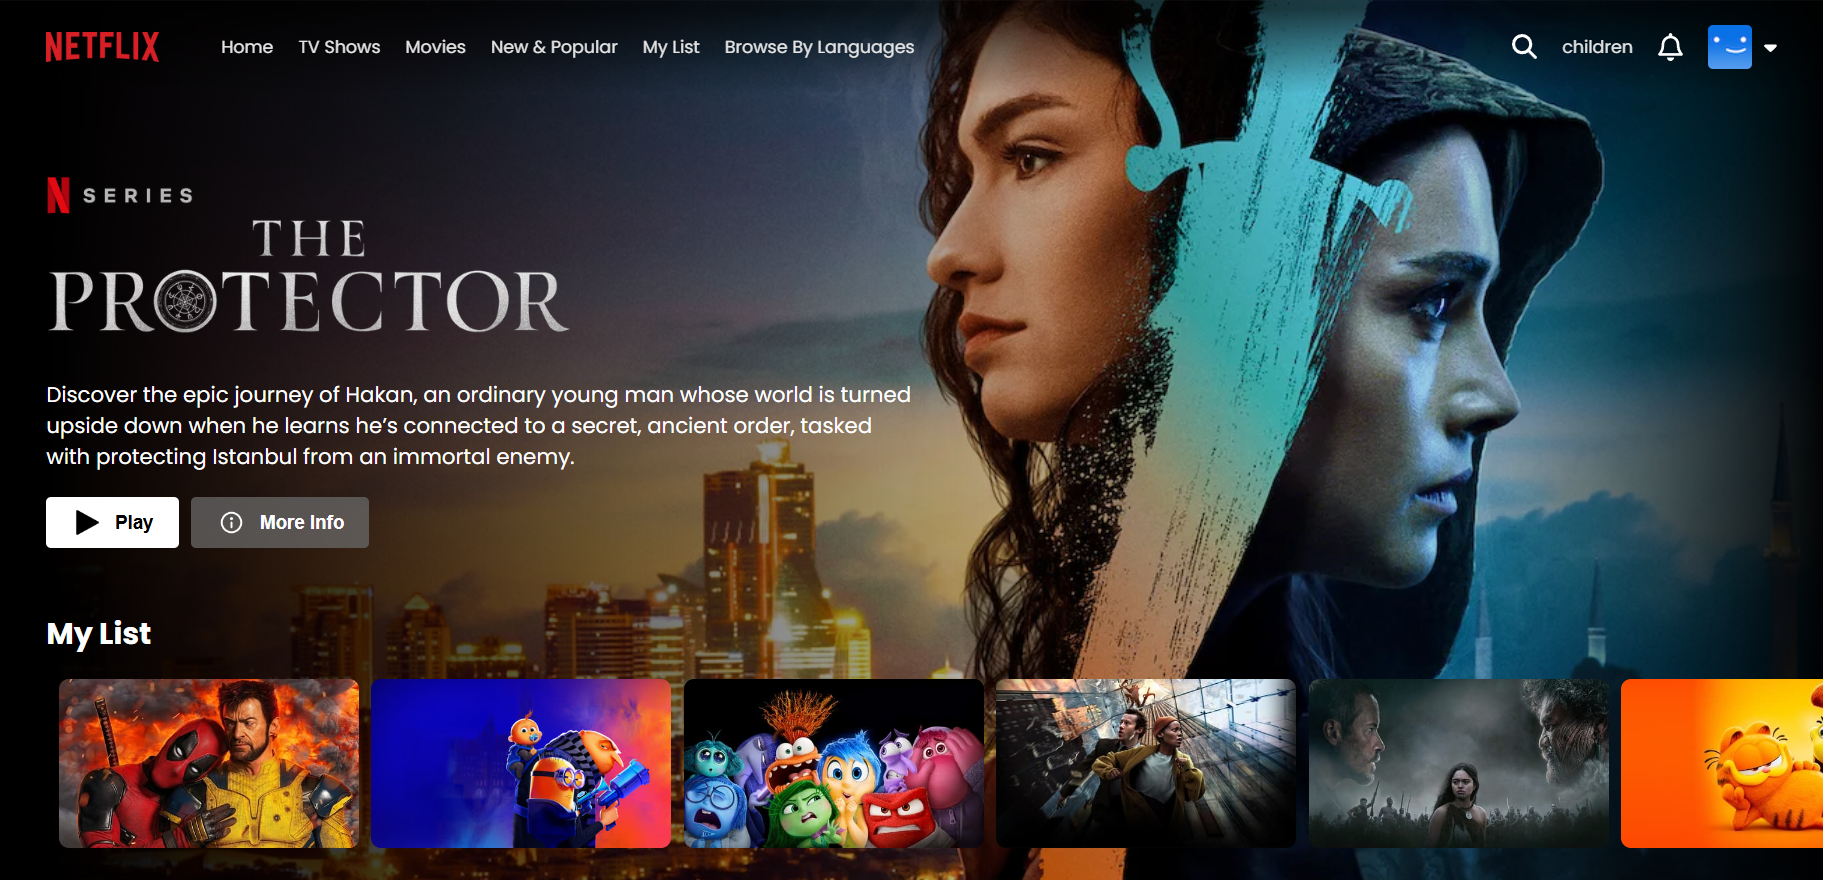 NETFLIX
Home TV Shows Movies New & Popular My List Browse By Languages children
N SERIES
THE
PROTECTOR
Discover the epic journey of Hakan, an ordinary young man whose world is turned
upside down when he learns he’s connected to a secret, ancient order, tasked
with protecting Istanbul from an immortal enemy.
Play More Info
My List